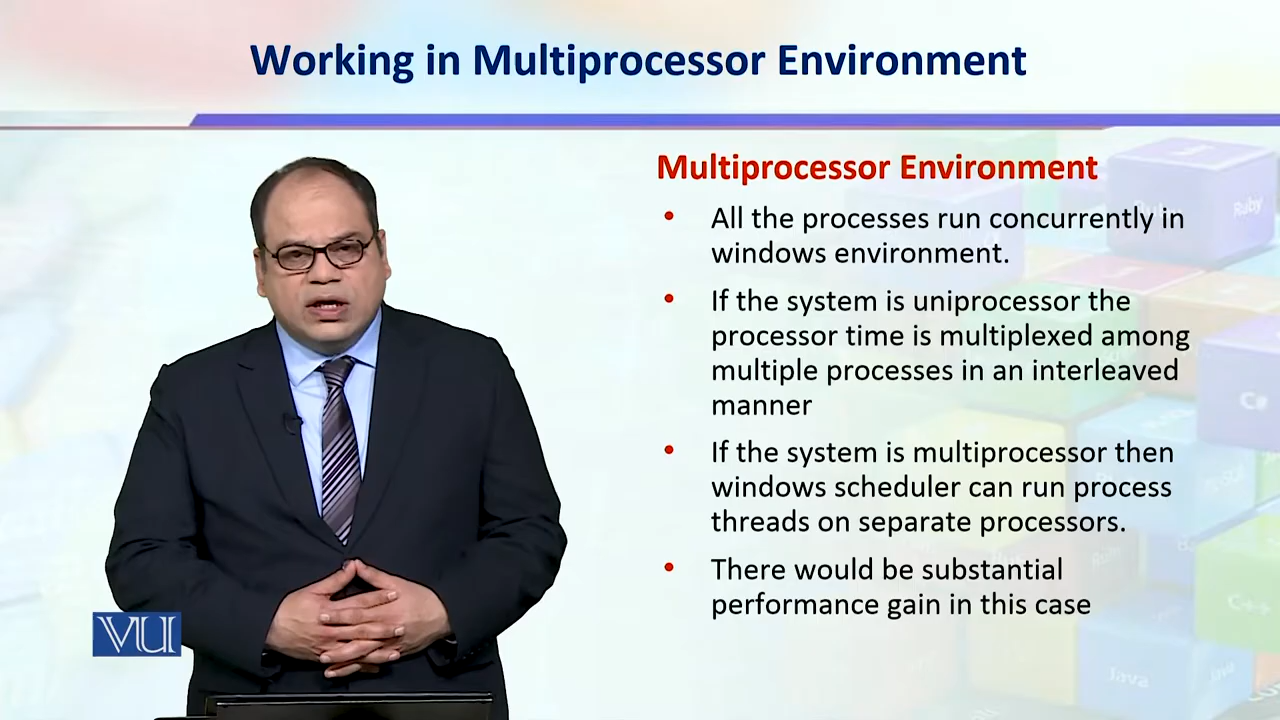 Working in Multiprocessor Environment
Multiprocessor Environment
• All the processes run concurrently in
windows environment.
• If the system is uniprocessor the
processor time is multiplexed among
multiple processes in an interleaved
manner
• If the system is multiprocessor then
windows scheduler can run process
threads on separate processors.
• There would be substantial
performance gain in this case
VU
Ruby
C#
C++
Java